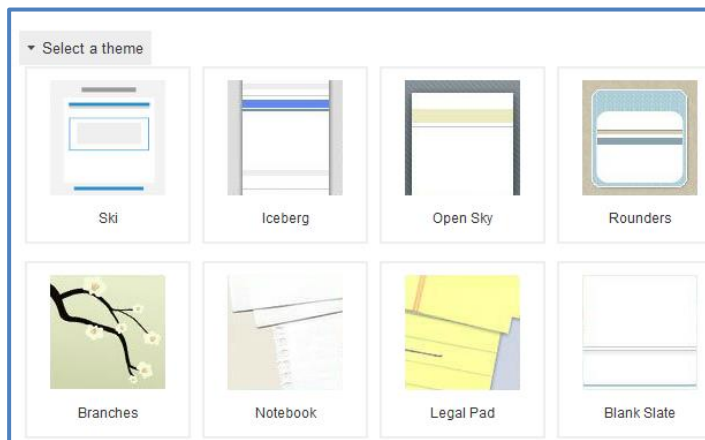 Select a theme
Ski
Iceberg
Open Sky
Rounders
Branches
Notebook
Legal Pad
Blank Slate